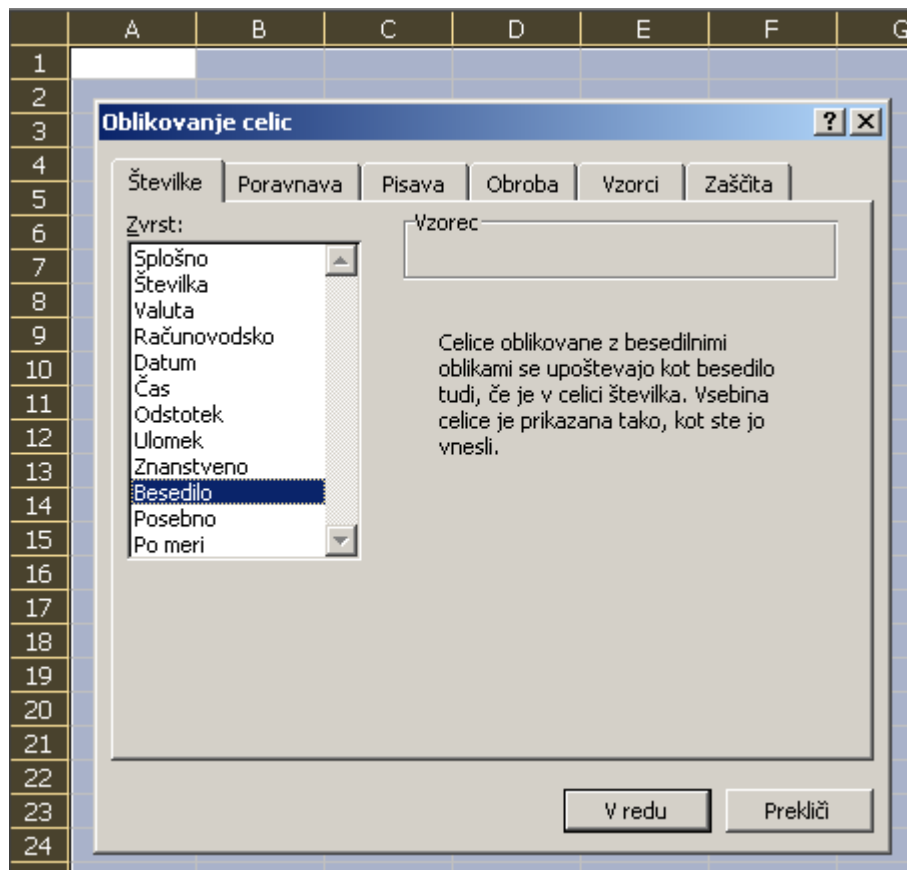 A B C D E F G
1
2
3
4
5
6
7
8
9
10
11
12
13
14
15
16
17
18
19
20
21
22
23
24
Oblikovanje celic
Številke Poravnava Pisava Obroba Vzorci Zaščita
Zvrst:
Splošno
Številka
Valuta
Računovodsko
Datum
Čas
Odstotek
Ulomek
Znanstveno
Besedilo
Posebno
Po meri
Vzorec
Celice oblikovane z besedilnimi
oblikami se upoštevajo kot besedilo
tudi, če je v celici številka. Vsebina
celice je prikazana tako, kot ste jo
vnesli.
V redu Prekliči